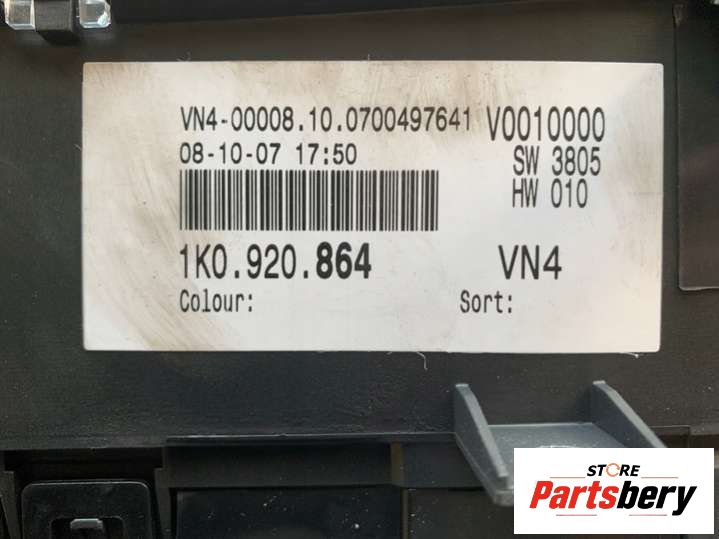 VN4-00008.10.0700497641 V0010000
08-10-07 17:50 SW 3805
HW 010
1K0.920.864 VN4
Colour: Sort:
STORE
Partsbery